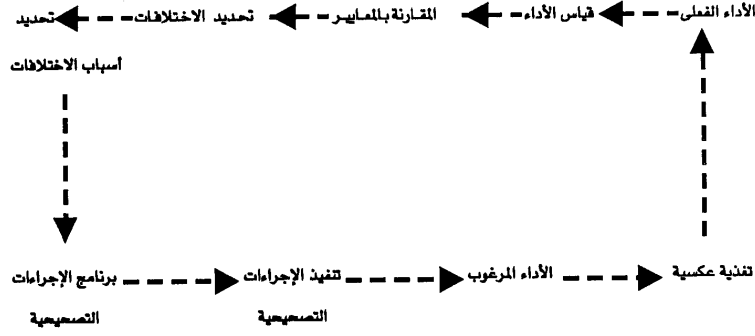 الأداء الفعلى قياس الأداء المقارنة بالمعايير تحديد الاختلافات تحديد
أسباب الاختلافات
برنامج الإجراءات تنفيذ الإجراءات الأداء المرغوب تغذية عكسية
التصحيحية التصحيحية